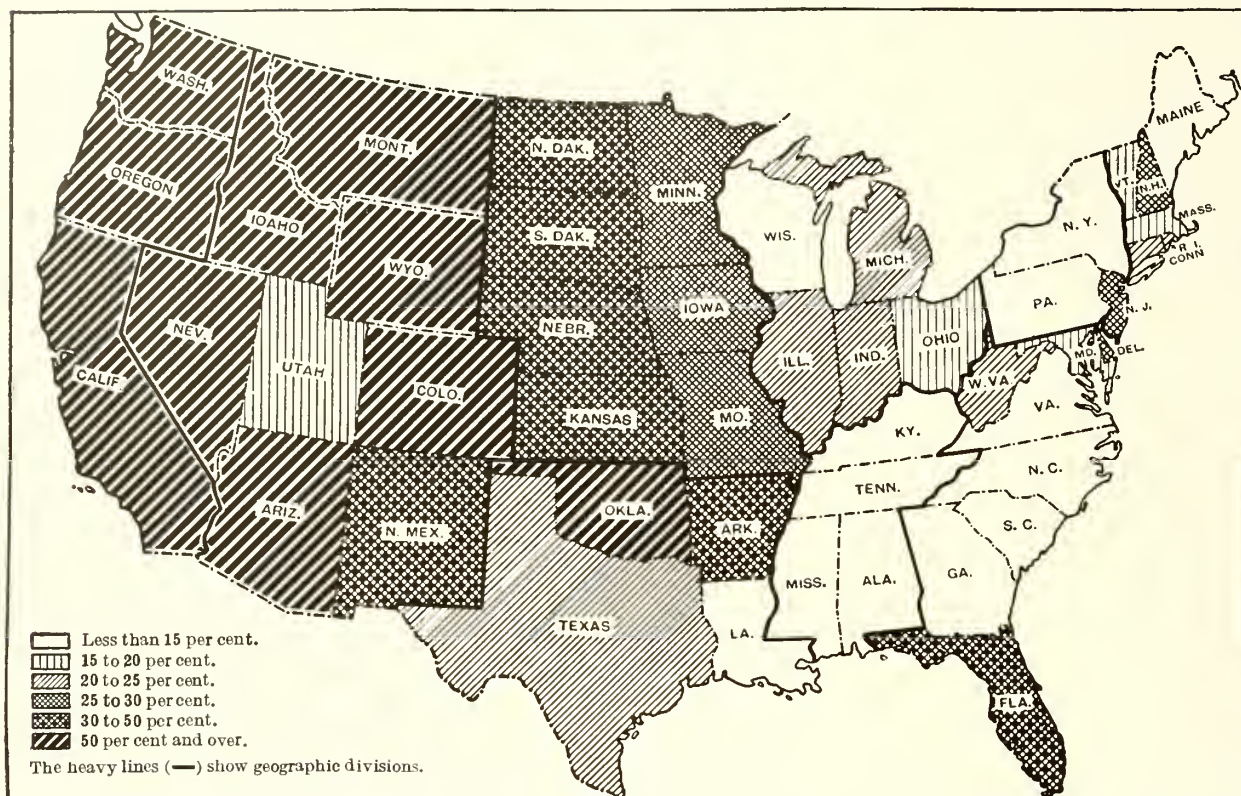 MAINE
WASH.
MONT.
N. DAK.
MINN.
VT.
N.H.
OREGON
IOAHO
S. DAK.
WIS.
MICH.
N. Y.
MASS.
R. I.
CONN
WYO.
IOWA
PA.
N. J.
NEV.
UTAH
NEBR.
ILL.
IND.
OHIO
MD.
DEL.
CALIF.
COLO.
KANSAS
MO.
W. VA.
VA.
KY.
N. C.
TENN.
ARIZ.
N. MEX.
OKLA.
ARK.
S. C.
MISS.
ALA.
GA.
TEXAS
LA.
FLA.
Less than 15 per cent.
15 to 20 per cent.
20 to 25 per cent.
25 to 30 per cent.
30 to 50 per cent.
50 per cent and over.
The heavy lines (—) show geographic divisions.